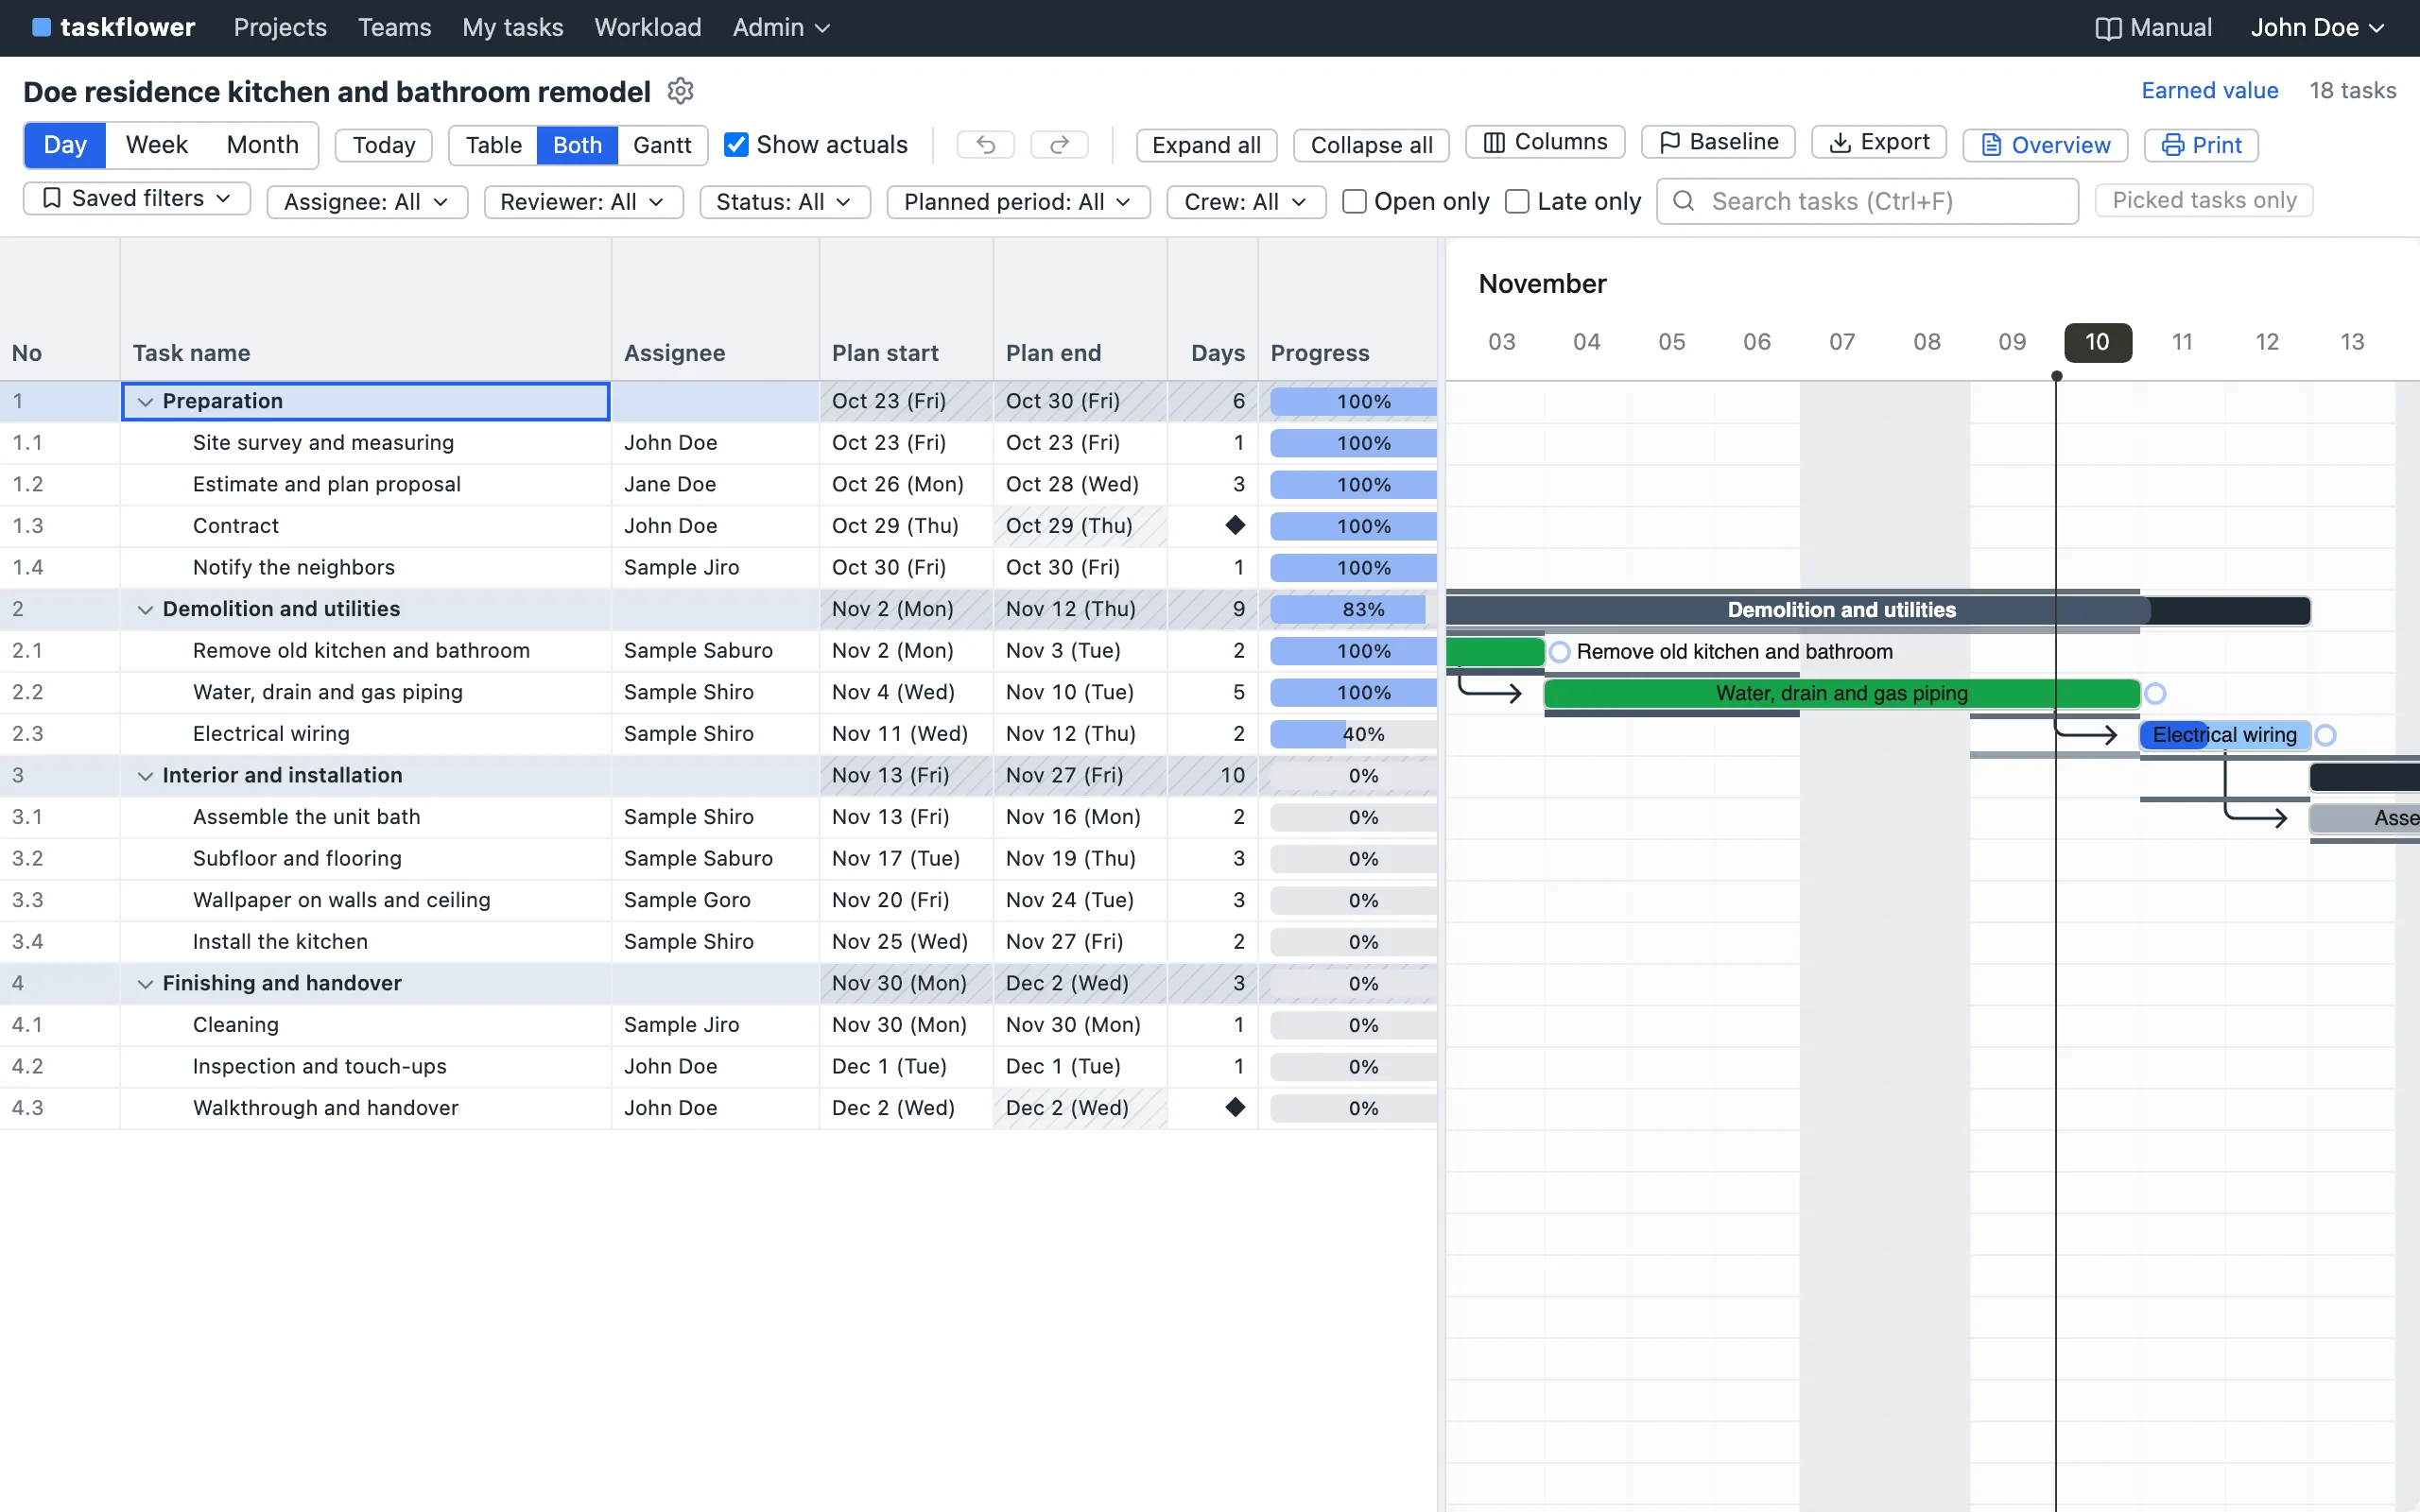 taskflower Projects Teams My tasks Workload Admin Manual John Doe
Doe residence kitchen and bathroom remodel Earned value 18 tasks
Day Week Month Today Table Both Gantt Show actuals Expand all Collapse all Columns Baseline Export Overview Print
Saved filters Assignee: All Reviewer: All Status: All Planned period: All Crew: All Open only Late only Search tasks (Ctrl+F) Picked tasks only
November
No Task name Assignee Plan start Plan end Days Progress 03 04 05 06 07 08 09 10 11 12 13
1 Preparation Oct 23 (Fri) Oct 30 (Fri) 6 100%
1.1 Site survey and measuring John Doe Oct 23 (Fri) Oct 23 (Fri) 1 100%
1.2 Estimate and plan proposal Jane Doe Oct 26 (Mon) Oct 28 (Wed) 3 100%
1.3 Contract John Doe Oct 29 (Thu) Oct 29 (Thu) 100%
1.4 Notify the neighbors Sample Jiro Oct 30 (Fri) Oct 30 (Fri) 1 100%
2 Demolition and utilities Nov 2 (Mon) Nov 12 (Thu) 9 83% Demolition and utilities
2.1 Remove old kitchen and bathroom Sample Saburo Nov 2 (Mon) Nov 3 (Tue) 2 100% Remove old kitchen and bathroom
2.2 Water, drain and gas piping Sample Shiro Nov 4 (Wed) Nov 10 (Tue) 5 100% Water, drain and gas piping
2.3 Electrical wiring Sample Shiro Nov 11 (Wed) Nov 12 (Thu) 2 40% Electrical wiring
3 Interior and installation Nov 13 (Fri) Nov 27 (Fri) 10 0%
3.1 Assemble the unit bath Sample Shiro Nov 13 (Fri) Nov 16 (Mon) 2 0% Asse
3.2 Subfloor and flooring Sample Saburo Nov 17 (Tue) Nov 19 (Thu) 3 0%
3.3 Wallpaper on walls and ceiling Sample Goro Nov 20 (Fri) Nov 24 (Tue) 3 0%
3.4 Install the kitchen Sample Shiro Nov 25 (Wed) Nov 27 (Fri) 2 0%
4 Finishing and handover Nov 30 (Mon) Dec 2 (Wed) 3 0%
4.1 Cleaning Sample Jiro Nov 30 (Mon) Nov 30 (Mon) 1 0%
4.2 Inspection and touch-ups John Doe Dec 1 (Tue) Dec 1 (Tue) 1 0%
4.3 Walkthrough and handover John Doe Dec 2 (Wed) Dec 2 (Wed) 0%